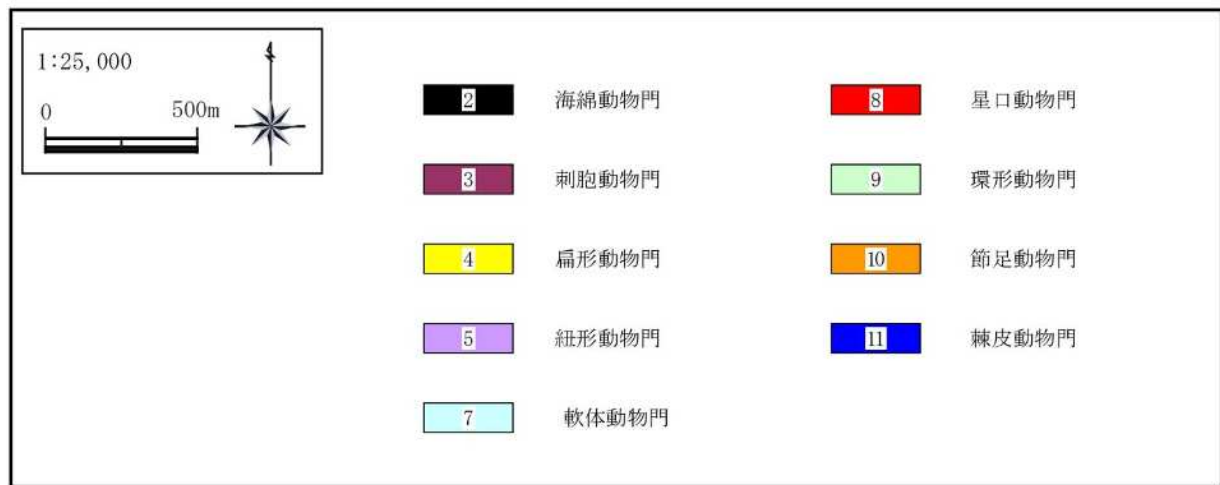 1:25,000
0 500m
2 海綿動物門
3 刺胞動物門
4 扁形動物門
5 紐形動物門
7 軟体動物門
8 星口動物門
9 環形動物門
10 節足動物門
11 棘皮動物門